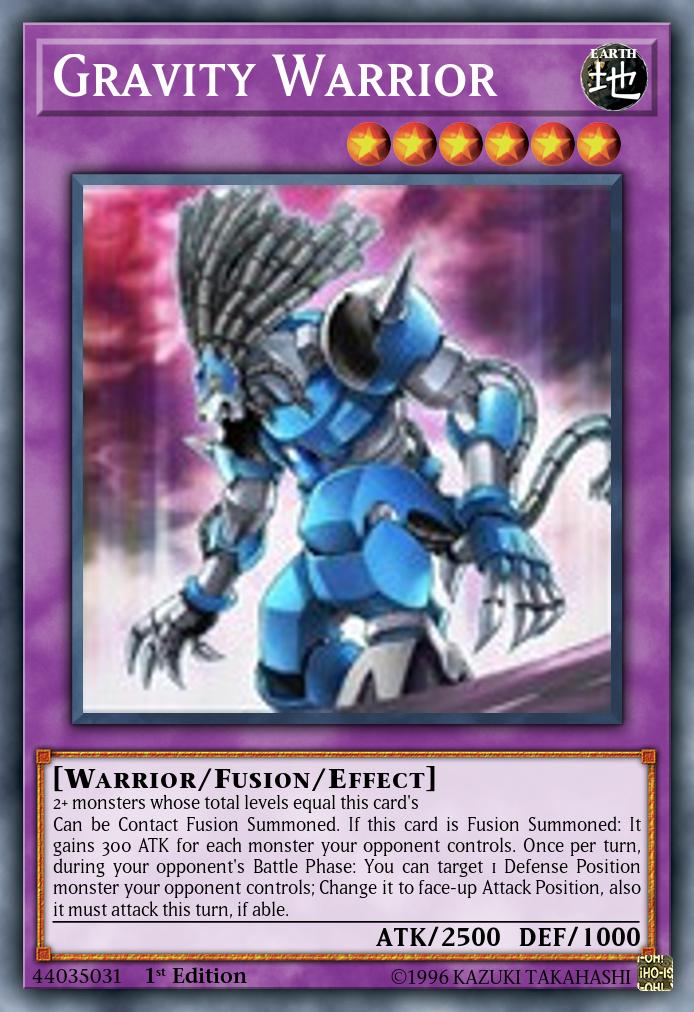 GRAVITY WARRIOR
EARTH
地
[WARRIOR/FUSION/EFFECT]
2+ monsters whose total levels equal this card's
Can be Contact Fusion Summoned. If this card is Fusion Summoned: It
gains 300 ATK for each monster your opponent controls. Once per turn,
during your opponent's Battle Phase: You can target 1 Defense Position
monster your opponent controls; Change it to face-up Attack Position, also
it must attack this turn, if able.
ATK/2500 DEF/1000
44035031 1st Edition ©1996 KAZUKI TAKAHASHI